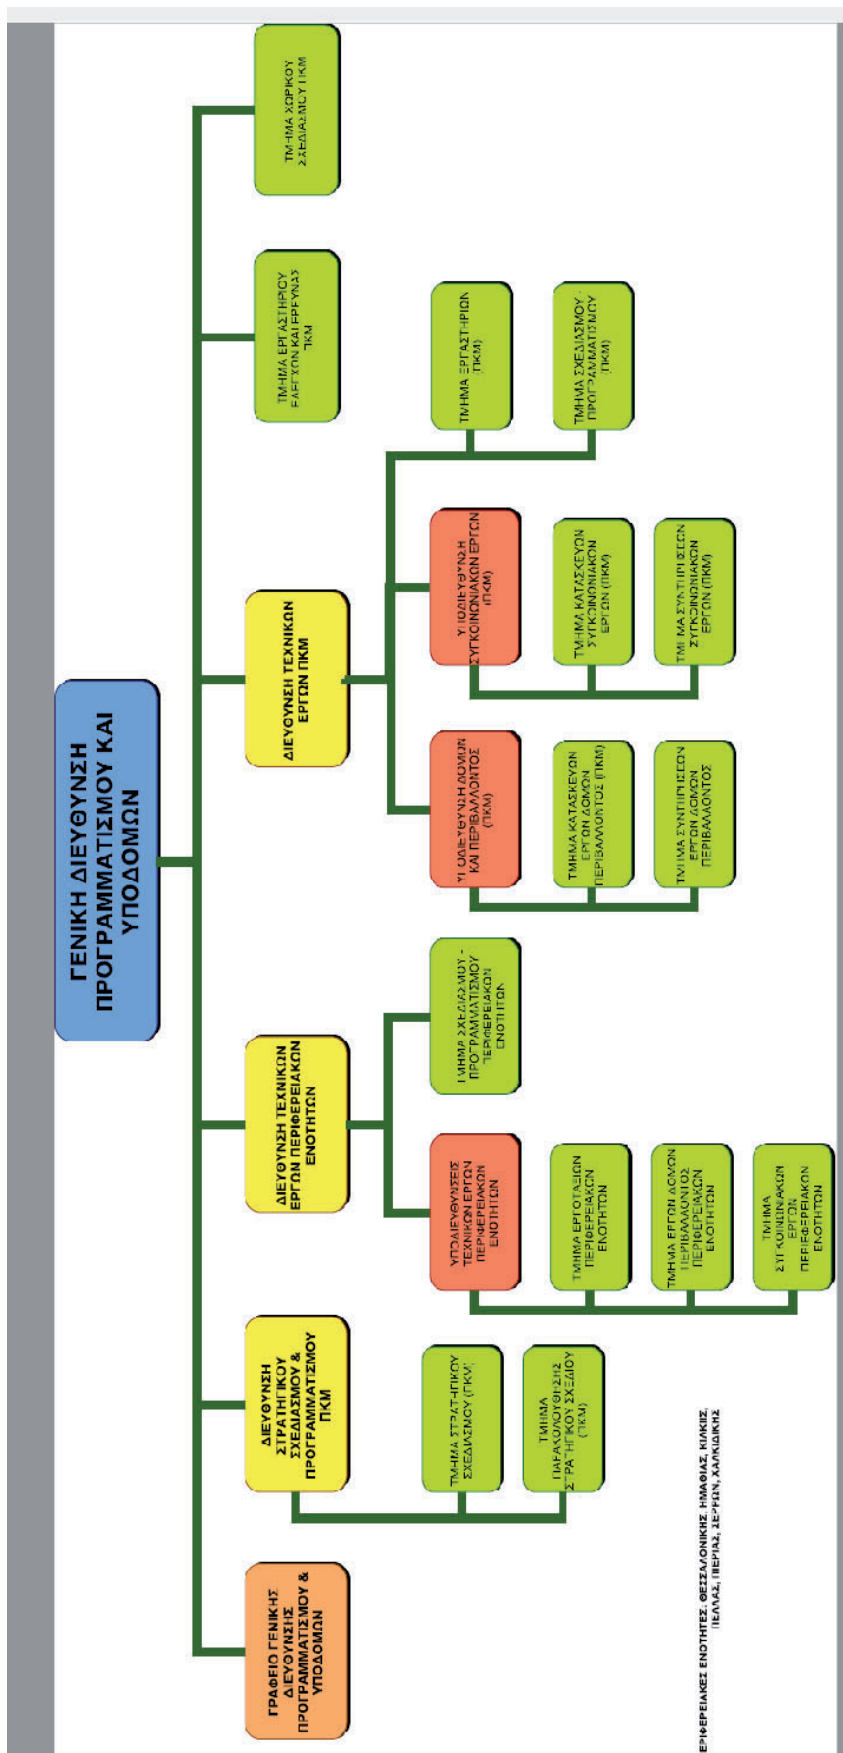 ΓΕΝΙΚΗ ΔΙΕΥΘΥΝΣΗ
ΠΡΟΓΡΑΜΜΑΤΙΣΜΟΥ ΚΑΙ
ΥΠΟΔΟΜΩΝ
ΓΡΑΦΕΙΟ ΓΕΝΙΚΗΣ
ΔΙΕΥΘΥΝΣΗΣ
ΠΡΟΓΡΑΜΜΑΤΙΣΜΟΥ &
ΥΠΟΔΟΜΩΝ
ΔΙΕΥΘΥΝΣΗ
ΣΤΡΑΤΗΓΙΚΟΥ
ΣΧΕΔΙΑΣΜΟΥ &
ΠΡΟΓΡΑΜΜΑΤΙΣΜΟΥ
ΠΚΜ
ΔΙΕΥΘΥΝΣΗ ΤΕΧΝΙΚΩΝ
ΕΡΓΩΝ ΠΕΡΙΦΕΡΕΙΑΚΩΝ
ΕΝΟΤΗΤΩΝ
ΔΙΕΥΘΥΝΣΗ ΤΕΧΝΙΚΩΝ
ΕΡΓΩΝ ΠΚΜ
ΤΜΗΜΑ ΕΡΓΑΣΤΗΡΙΟΥ
ΕΛΕΓΧΩΝ ΚΑΙ ΕΡΕΥΝΑΣ
ΠΚΜ
ΤΜΗΜΑ ΧΩΡΙΚΟΥ
ΣΧΕΔΙΑΣΜΟΥ ΠΚΜ
ΤΜΗΜΑ ΣΤΡΑΤΗΓΙΚΟΥ
ΣΧΕΔΙΑΣΜΟΥ (ΠΚΜ)
ΤΜΗΜΑ
ΠΑΡΑΚΟΛΟΥΘΗΣΗΣ
ΣΤΡΑΤΗΓΙΚΟΥ ΣΧΕΔΙΟΥ
(ΠΚΜ)
ΥΠΟΔΙΕΥΘΥΝΣΕΙΣ
ΤΕΧΝΙΚΩΝ ΕΡΓΩΝ
ΠΕΡΙΦΕΡΕΙΑΚΩΝ
ΕΝΟΤΗΤΩΝ
ΤΜΗΜΑ ΕΡΓΟΤΑΞΙΩΝ
ΠΕΡΙΦΕΡΕΙΑΚΩΝ
ΕΝΟΤΗΤΩΝ
ΤΜΗΜΑ ΕΡΓΩΝ ΔΟΜΩΝ
ΠΕΡΙΒΑΛΛΟΝΤΟΣ
ΠΕΡΙΦΕΡΕΙΑΚΩΝ
ΕΝΟΤΗΤΩΝ
ΤΜΗΜΑ
ΣΥΓΚΟΙΝΩΝΙΑΚΩΝ
ΕΡΓΩΝ
ΠΕΡΙΕΦΕΡΕΙΑΚΩΝ
ΕΝΟΤΗΤΩΝ
ΤΜΗΜΑ ΣΧΕΔΙΑΣΜΟΥ -
ΠΡΟΓΡΑΜΜΑΤΙΣΜΟΥ
ΠΕΡΙΦΕΡΕΙΑΚΩΝ
ΕΝΟΤΗΤΩΝ
ΥΠΟΔΙΕΥΘΥΝΣΗ ΔΟΜΩΝ
ΚΑΙ ΠΕΡΙΒΑΛΛΟΝΤΟΣ
(ΠΚΜ)
ΤΜΗΜΑ ΚΑΤΑΣΚΕΥΩΝ
ΕΡΓΩΝ ΔΟΜΩΝ
ΠΕΡΙΒΑΛΛΟΝΤΟΣ (ΠΚΜ)
ΤΜΗΜΑ ΣΥΝΤΗΡΗΣΕΩΝ
ΕΡΓΩΝ ΔΟΜΩΝ
ΠΕΡΙΒΑΛΛΟΝΤΟΣ
ΥΠΟΔΙΕΥΘΥΝΣΗ
ΣΥΓΚΟΙΝΩΝΙΑΚΩΝ ΕΡΓΩΝ
(ΠΚΜ)
ΤΜΗΜΑ ΚΑΤΑΣΚΕΥΩΝ
ΣΥΓΚΟΙΝΩΝΙΑΚΩΝ
ΕΡΓΩΝ (ΠΚΜ)
ΤΜΗΜΑ ΣΥΝΤΗΡΗΣΕΩΝ
ΣΥΓΚΟΙΝΩΝΙΑΚΩΝ
ΕΡΓΩΝ (ΠΚΜ)
ΤΜΗΜΑ ΕΡΓΑΣΤΗΡΙΩΝ
(ΠΚΜ)
ΤΜΗΜΑ ΣΧΕΔΙΑΣΜΟΥ -
ΠΡΟΓΡΑΜΜΑΤΙΣΜΟΥ
(ΠΚΜ)
ΕΡΙΦΕΡΕΙΑΚΕΣ ΕΝΟΤΗΤΕΣ: ΘΕΣΣΑΛΟΝΙΚΗΣ, ΗΜΑΘΙΑΣ, ΚΙΛΚΙΣ,
ΠΕΛΛΑΣ, ΠΙΕΡΙΑΣ, ΣΕΡΡΩΝ, ΧΑΛΚΙΔΙΚΗΣ